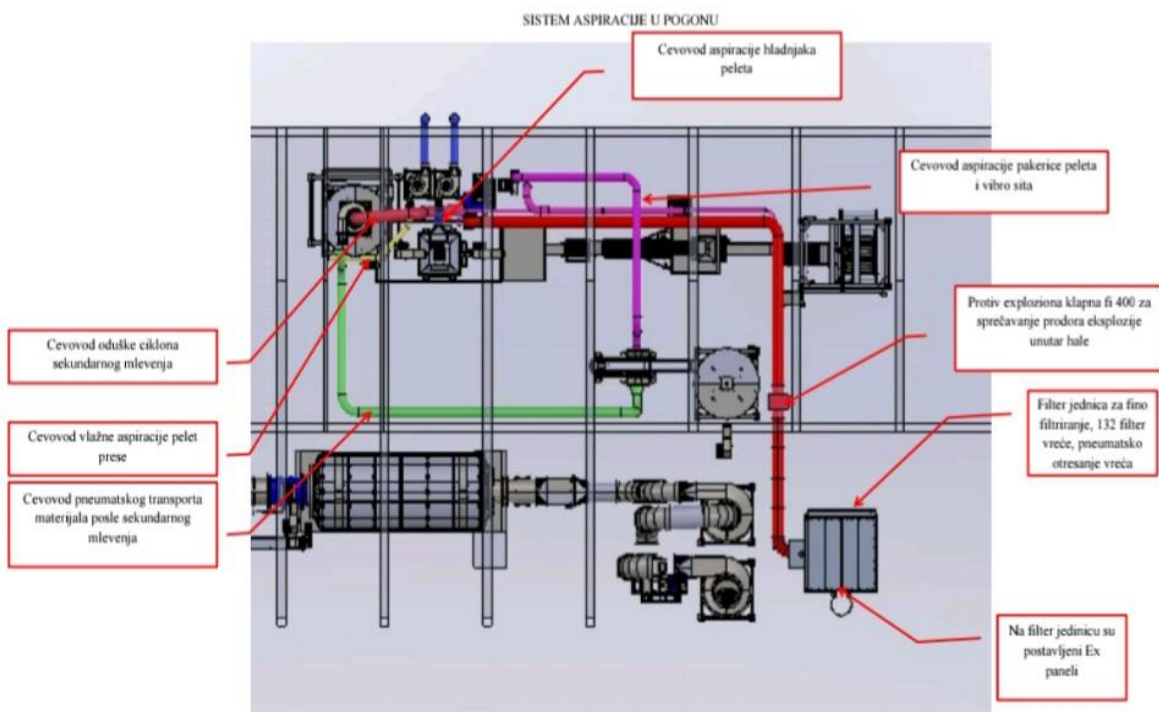 SISTEM ASPIRACIJE U POGONU
Cevovod aspiracije hladnjaka
peleta
Cevovod aspiracije pakerice peleta
i vibro sita
Protiv exploziona klapna fi 400 za
sprečavanje prodora eksplozije
unutar hale
Cevovod oduške ciklona
sekundarnog mlevenja
Filter jednica za fino
filtriranje, 132 filter
vreće, pneumatsko
otresanje vreća
Cevovod vlažne aspiracije pelet
prese
Cevovod pneumatskog transporta
materijala posle sekundarnog
mlevenja
Na filter jedinicu su
postavljeni Ex
paneli